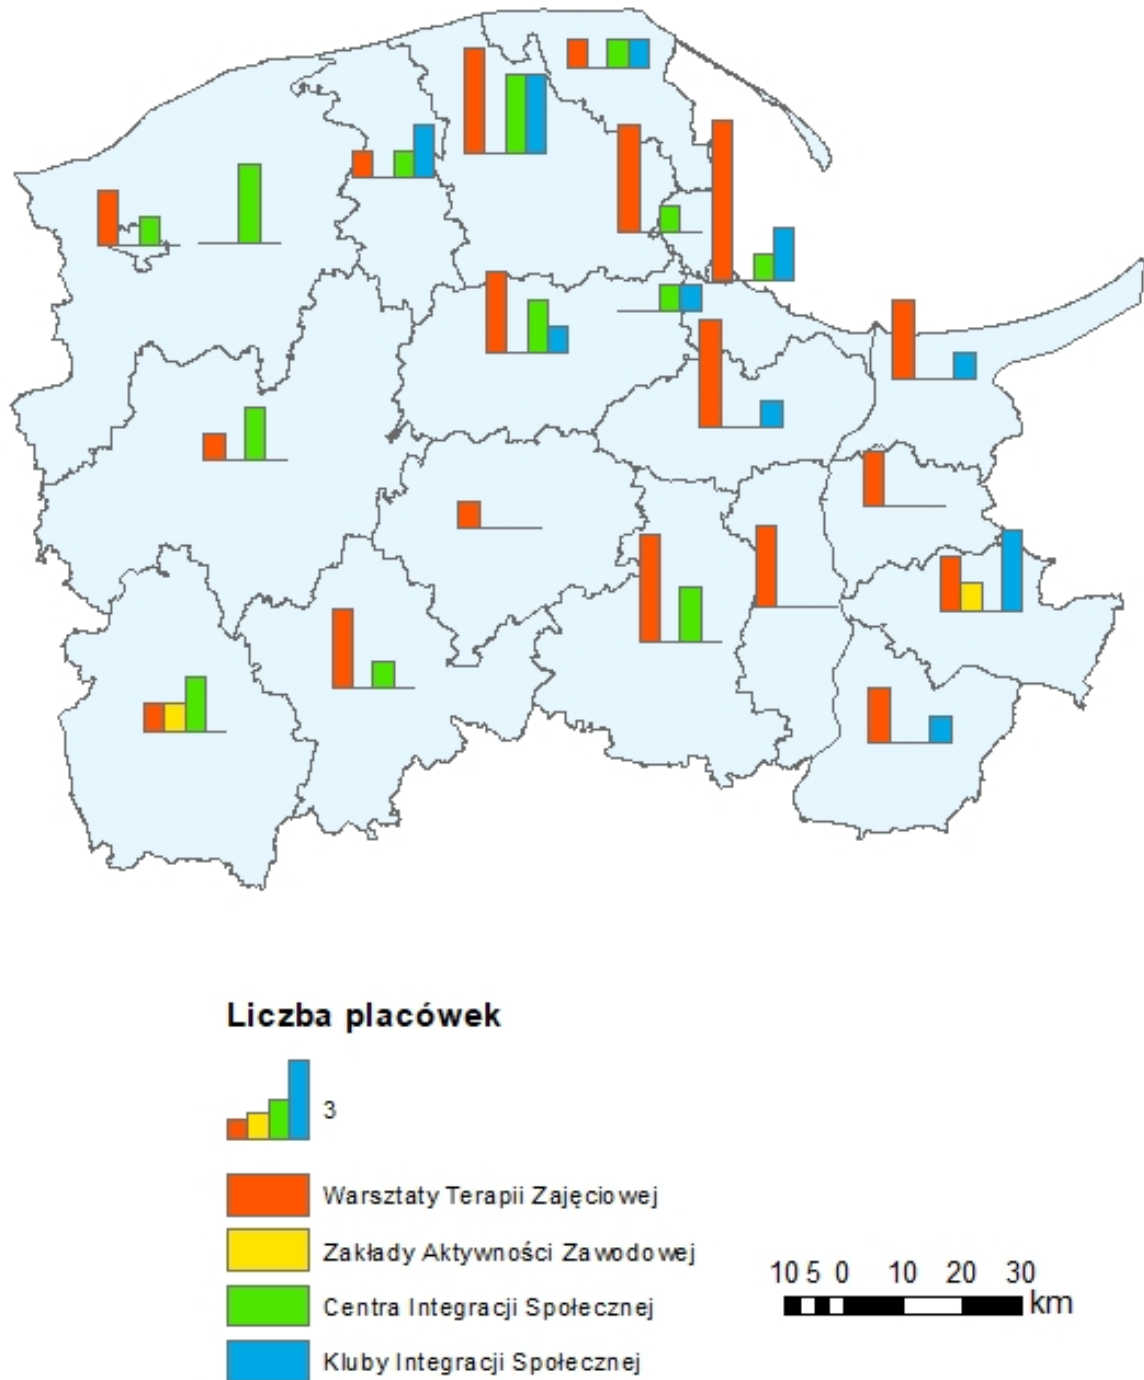 Liczba placówek
3
Warsztaty Terapii Zajęciowej
Zakłady Aktywności Zawodowej
Centra Integracji Społecznej
Kluby Integracji Społecznej
10 5 0 10 20 30
km